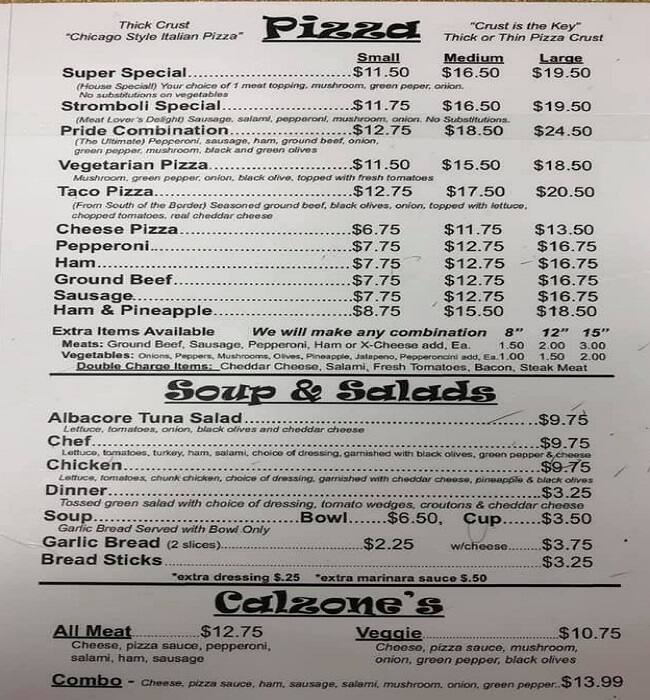 Thick Crust Pizza "Crust is the Key"
"Chicago Style Italian Pizza" Thick or Thin Pizza Crust
Small Medium Large
Super Special $11.50 $16.50 $19.50
(House Special!) Your choice of 1 meat topping, mushroom, green peper, onion.
No substitutions on vegetables
Stromboli Special $11.75 $16.50 $19.50
(Meat Lover's Delight) Sausage, salami, pepperoni, mushroom, onion. No Substitutions.
Pride Combination $12.75 $18.50 $24.50
(The Ultimate) Pepperoni, sausage, ham, ground beef, onion,
green pepper, mushroom, black and green olives
Vegetarian Pizza $11.50 $15.50 $18.50
Mushroom, green pepper, onion, black olive, topped with fresh tomatoes
Taco Pizza $12.75 $17.50 $20.50
(From South of the Border) Seasoned ground beef, black olives, onion, topped with lettuce,
chopped tomatoes, real cheddar cheese
Cheese Pizza $6.75 $11.75 $13.50
Pepperoni $7.75 $12.75 $16.75
Ham $7.75 $12.75 $16.75
Ground Beef $7.75 $12.75 $16.75
Sausage $7.75 $12.75 $16.75
Ham & Pineapple $8.75 $15.50 $18.50
Extra Items Available We will make any combination 8" 12" 15"
Meats: Ground Beef, Sausage, Pepperoni, Ham or X-Cheese add, Ea. 1.50 2.00 3.00
Vegetables: Onions, Peppers, Mushrooms, Olives, Pineapple, Jalapeno, Pepperoncini add, Ea. 1.00 1.50 2.00
Double Charge Items: Cheddar Cheese, Salami, Fresh Tomatoes, Bacon, Steak Meat
Soup & Salads
Albacore Tuna Salad $9.75
Lettuce, tomatoes, onion, black olives and cheddar cheese
Chef $9.75
Lettuce, tomatoes, turkey, ham, salami, choice of dressing, garnished with black olives, green pepper & cheese
Chicken $9.75
Lettuce, tomatoes, chunk chicken, choice of dressing, garnished with cheddar cheese, pineapple & black olives
Dinner $3.25
Tossed green salad with choice of dressing, tomato wedges, croutons & cheddar cheese
Soup Bowl $6.50, Cup $3.50
Garlic Bread Served with Bowl Only
Garlic Bread (2 slices) $2.25 w/cheese $3.75
Bread Sticks $3.25
*extra dressing $.25 *extra marinara sauce $.50
Calzone's
All Meat $12.75 Veggie $10.75
Cheese, pizza sauce, pepperoni, Cheese, pizza sauce, mushroom,
salami, ham, sausage onion, green pepper, black olives
Combo - Cheese, pizza sauce, ham, sausage, salami, mushroom, onion, green pepper $13.99